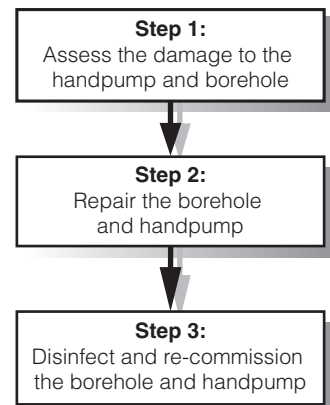 Step 1:
Assess the damage to the
handpump and borehole
Step 2:
Repair the borehole
and handpump
Step 3:
Disinfect and re-commission
the borehole and handpump